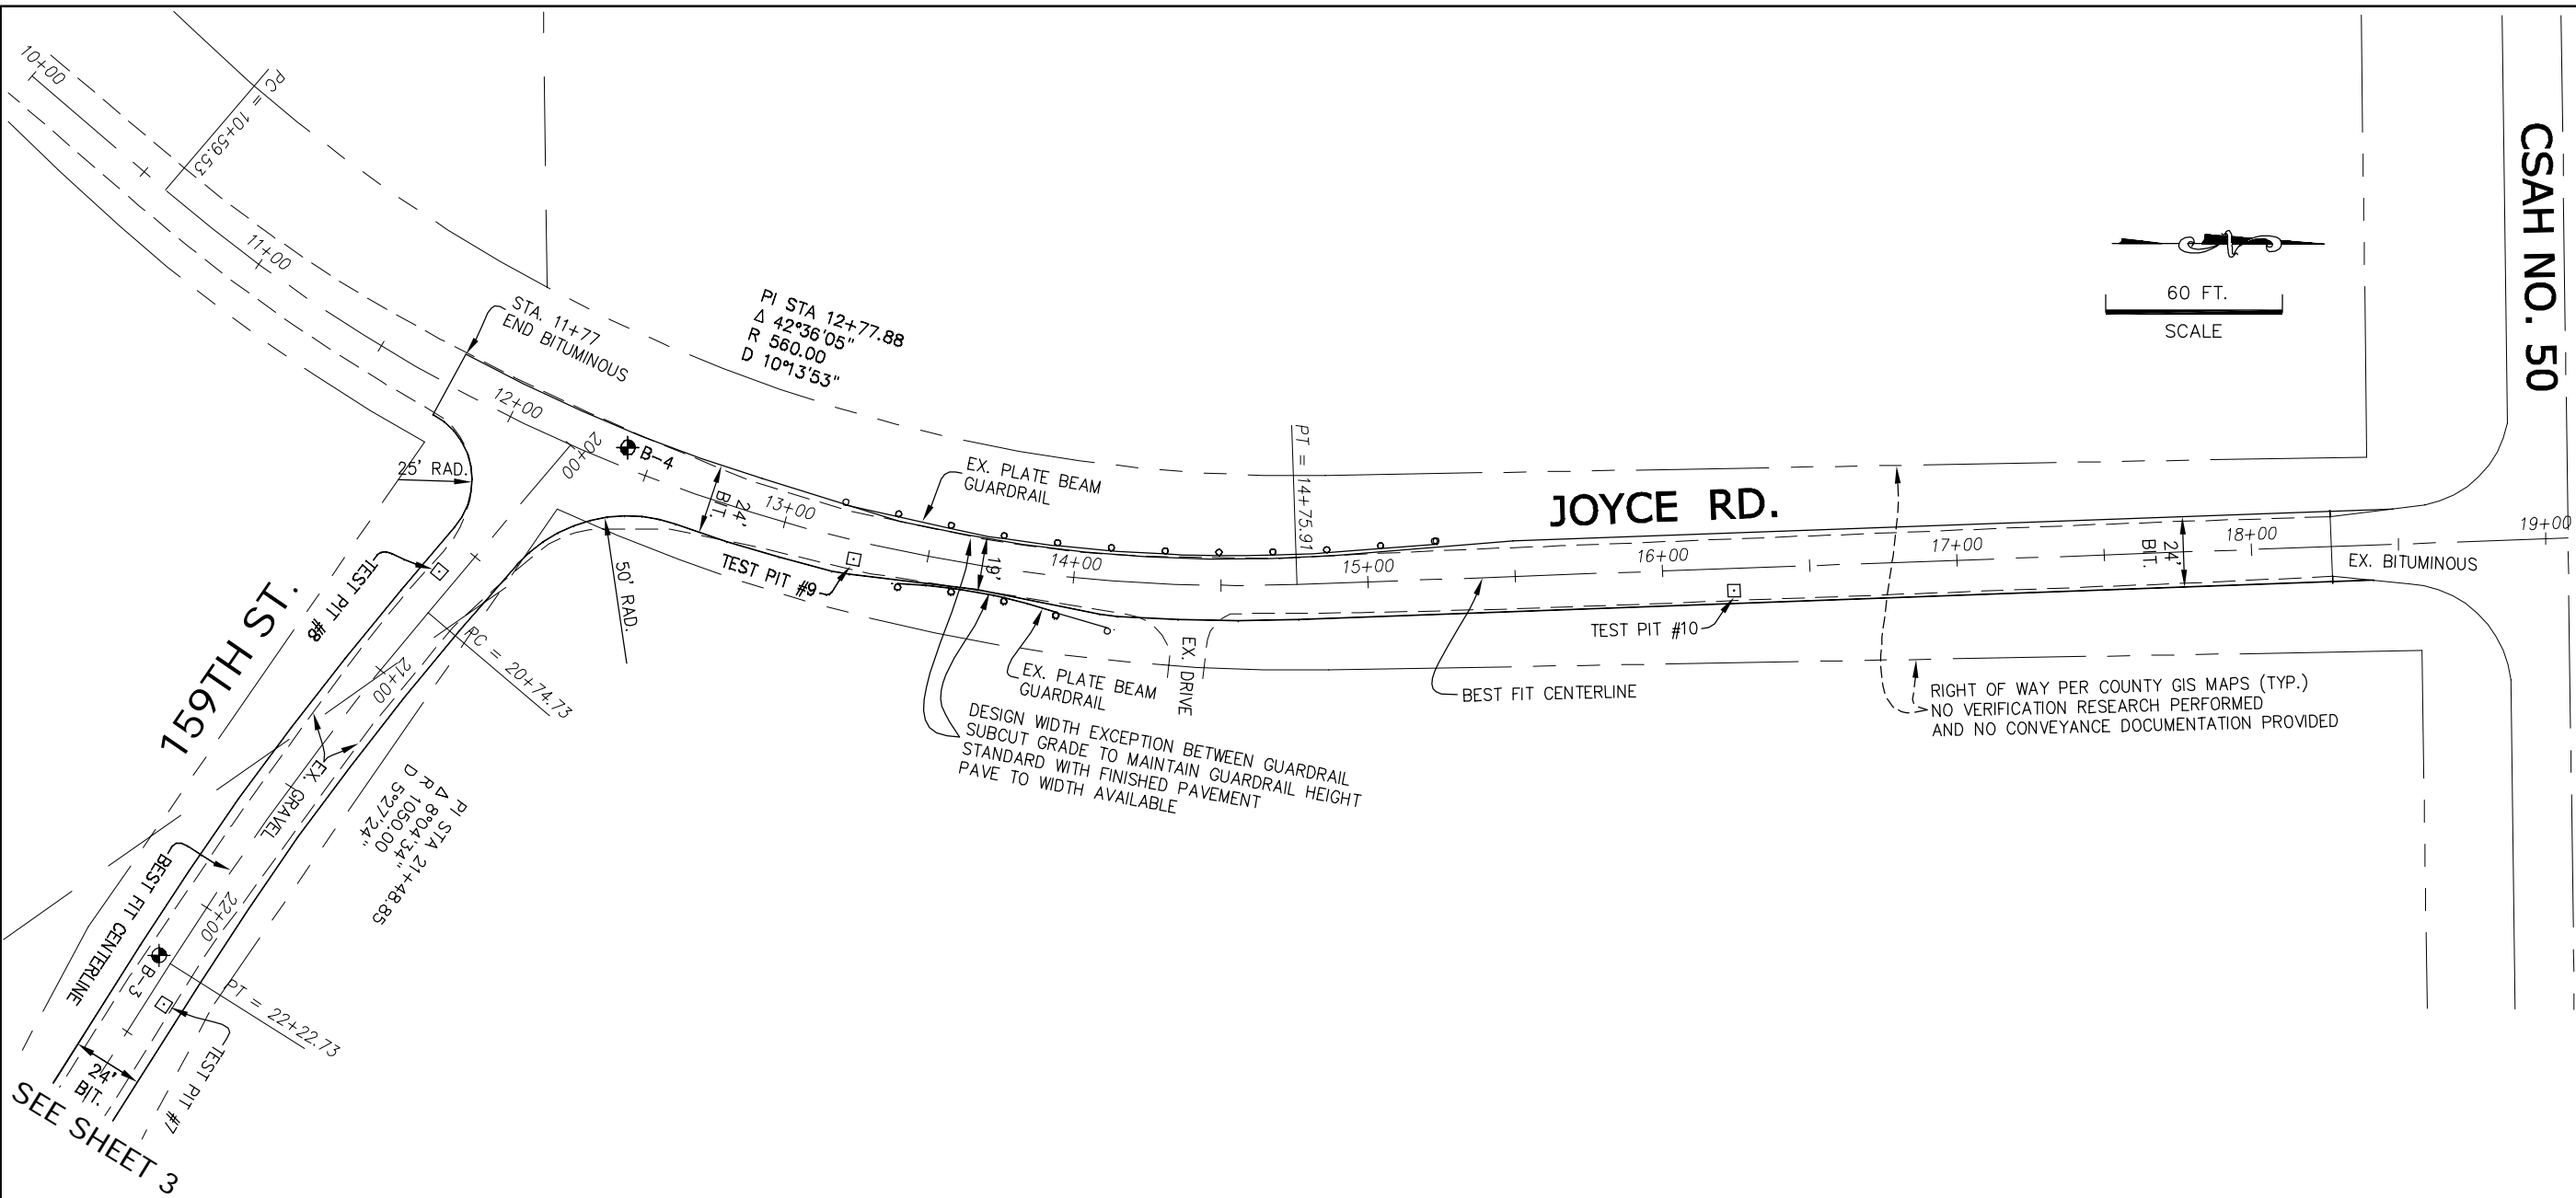 10+00
PC = 10+59.53
11+00
STA. 11+77
END BITUMINOUS
PI STA 12+77.88
Δ 42°36'05"
R 560.00
D 10°13'53"
12+00
20+00
B-4
25' RAD.
24'
BIT.
13+00
EX. PLATE BEAM
GUARDRAIL
19'
14+00
PT = 14+75.91
15+00
JOYCE RD.
16+00
17+00
24'
BIT.
18+00
19+00
EX. BITUMINOUS
CSAH NO. 50
60 FT.
SCALE
TEST PIT #9
50' RAD.
TEST PIT #8
159TH ST.
PC = 20+74.73
21+00
EX. GRAVEL
PI STA 21+48.85
Δ 8°04'34"
R 1050.00
D 5°27'24"
EX. PLATE BEAM
GUARDRAIL
EX. DRIVE
DESIGN WIDTH EXCEPTION BETWEEN GUARDRAIL
SUBCUT GRADE TO MAINTAIN GUARDRAIL HEIGHT
STANDARD WITH FINISHED PAVEMENT
PAVE TO WIDTH AVAILABLE
BEST FIT CENTERLINE
TEST PIT #10
RIGHT OF WAY PER COUNTY GIS MAPS (TYP.)
NO VERIFICATION RESEARCH PERFORMED
AND NO CONVEYANCE DOCUMENTATION PROVIDED
BEST FIT CENTERLINE
22+00
B-3
PT = 22+22.73
TEST PIT #7
24'
BIT.
SEE SHEET 3